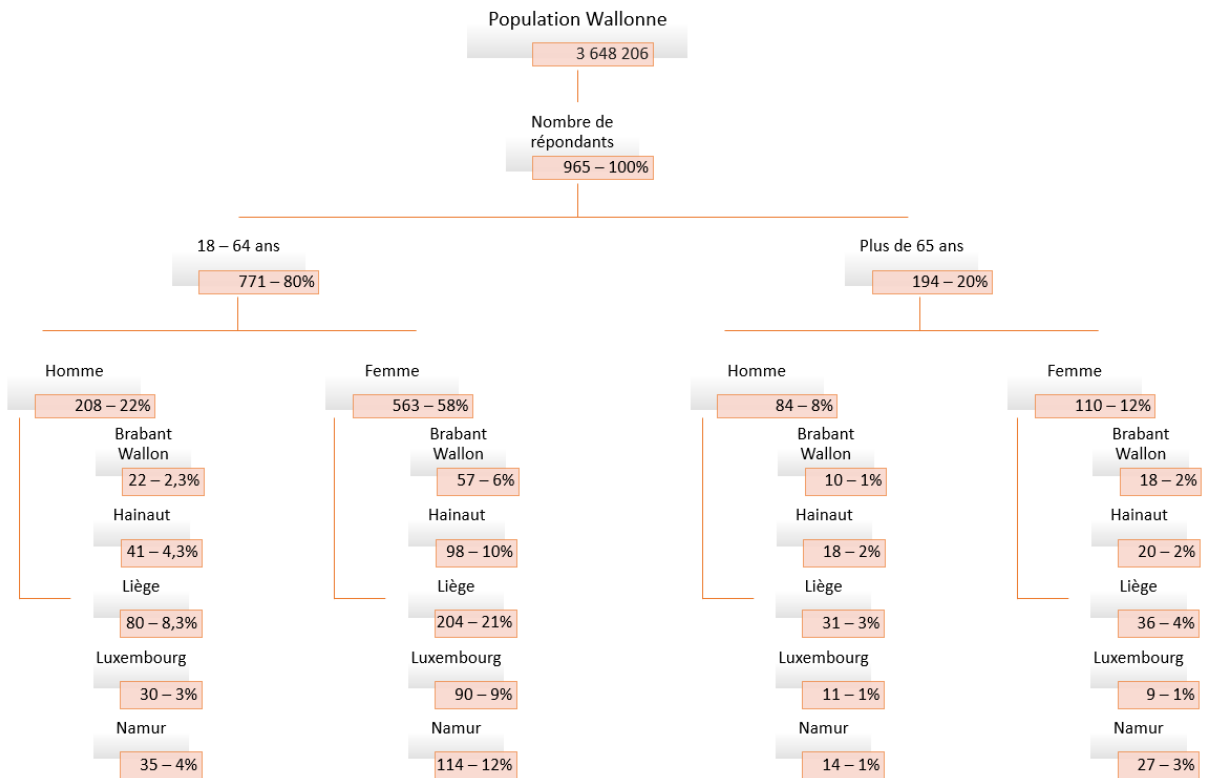 Population Wallonne
3 648 206
Nombre de
répondants
965 – 100%
18 – 64 ans
771 – 80%
Plus de 65 ans
194 – 20%
Homme
208 – 22%
Femme
563 – 58%
Homme
84 – 8%
Femme
110 – 12%
Brabant
Wallon
22 – 2,3%
Hainaut
41 – 4,3%
Liège
80 – 8,3%
Luxembourg
30 – 3%
Namur
35 – 4%
Brabant
Wallon
57 – 6%
Hainaut
98 – 10%
Liège
204 – 21%
Luxembourg
90 – 9%
Namur
114 – 12%
Brabant
Wallon
10 – 1%
Hainaut
18 – 2%
Liège
31 – 3%
Luxembourg
11 – 1%
Namur
14 – 1%
Brabant
Wallon
18 – 2%
Hainaut
20 – 2%
Liège
36 – 4%
Luxembourg
9 – 1%
Namur
27 – 3%